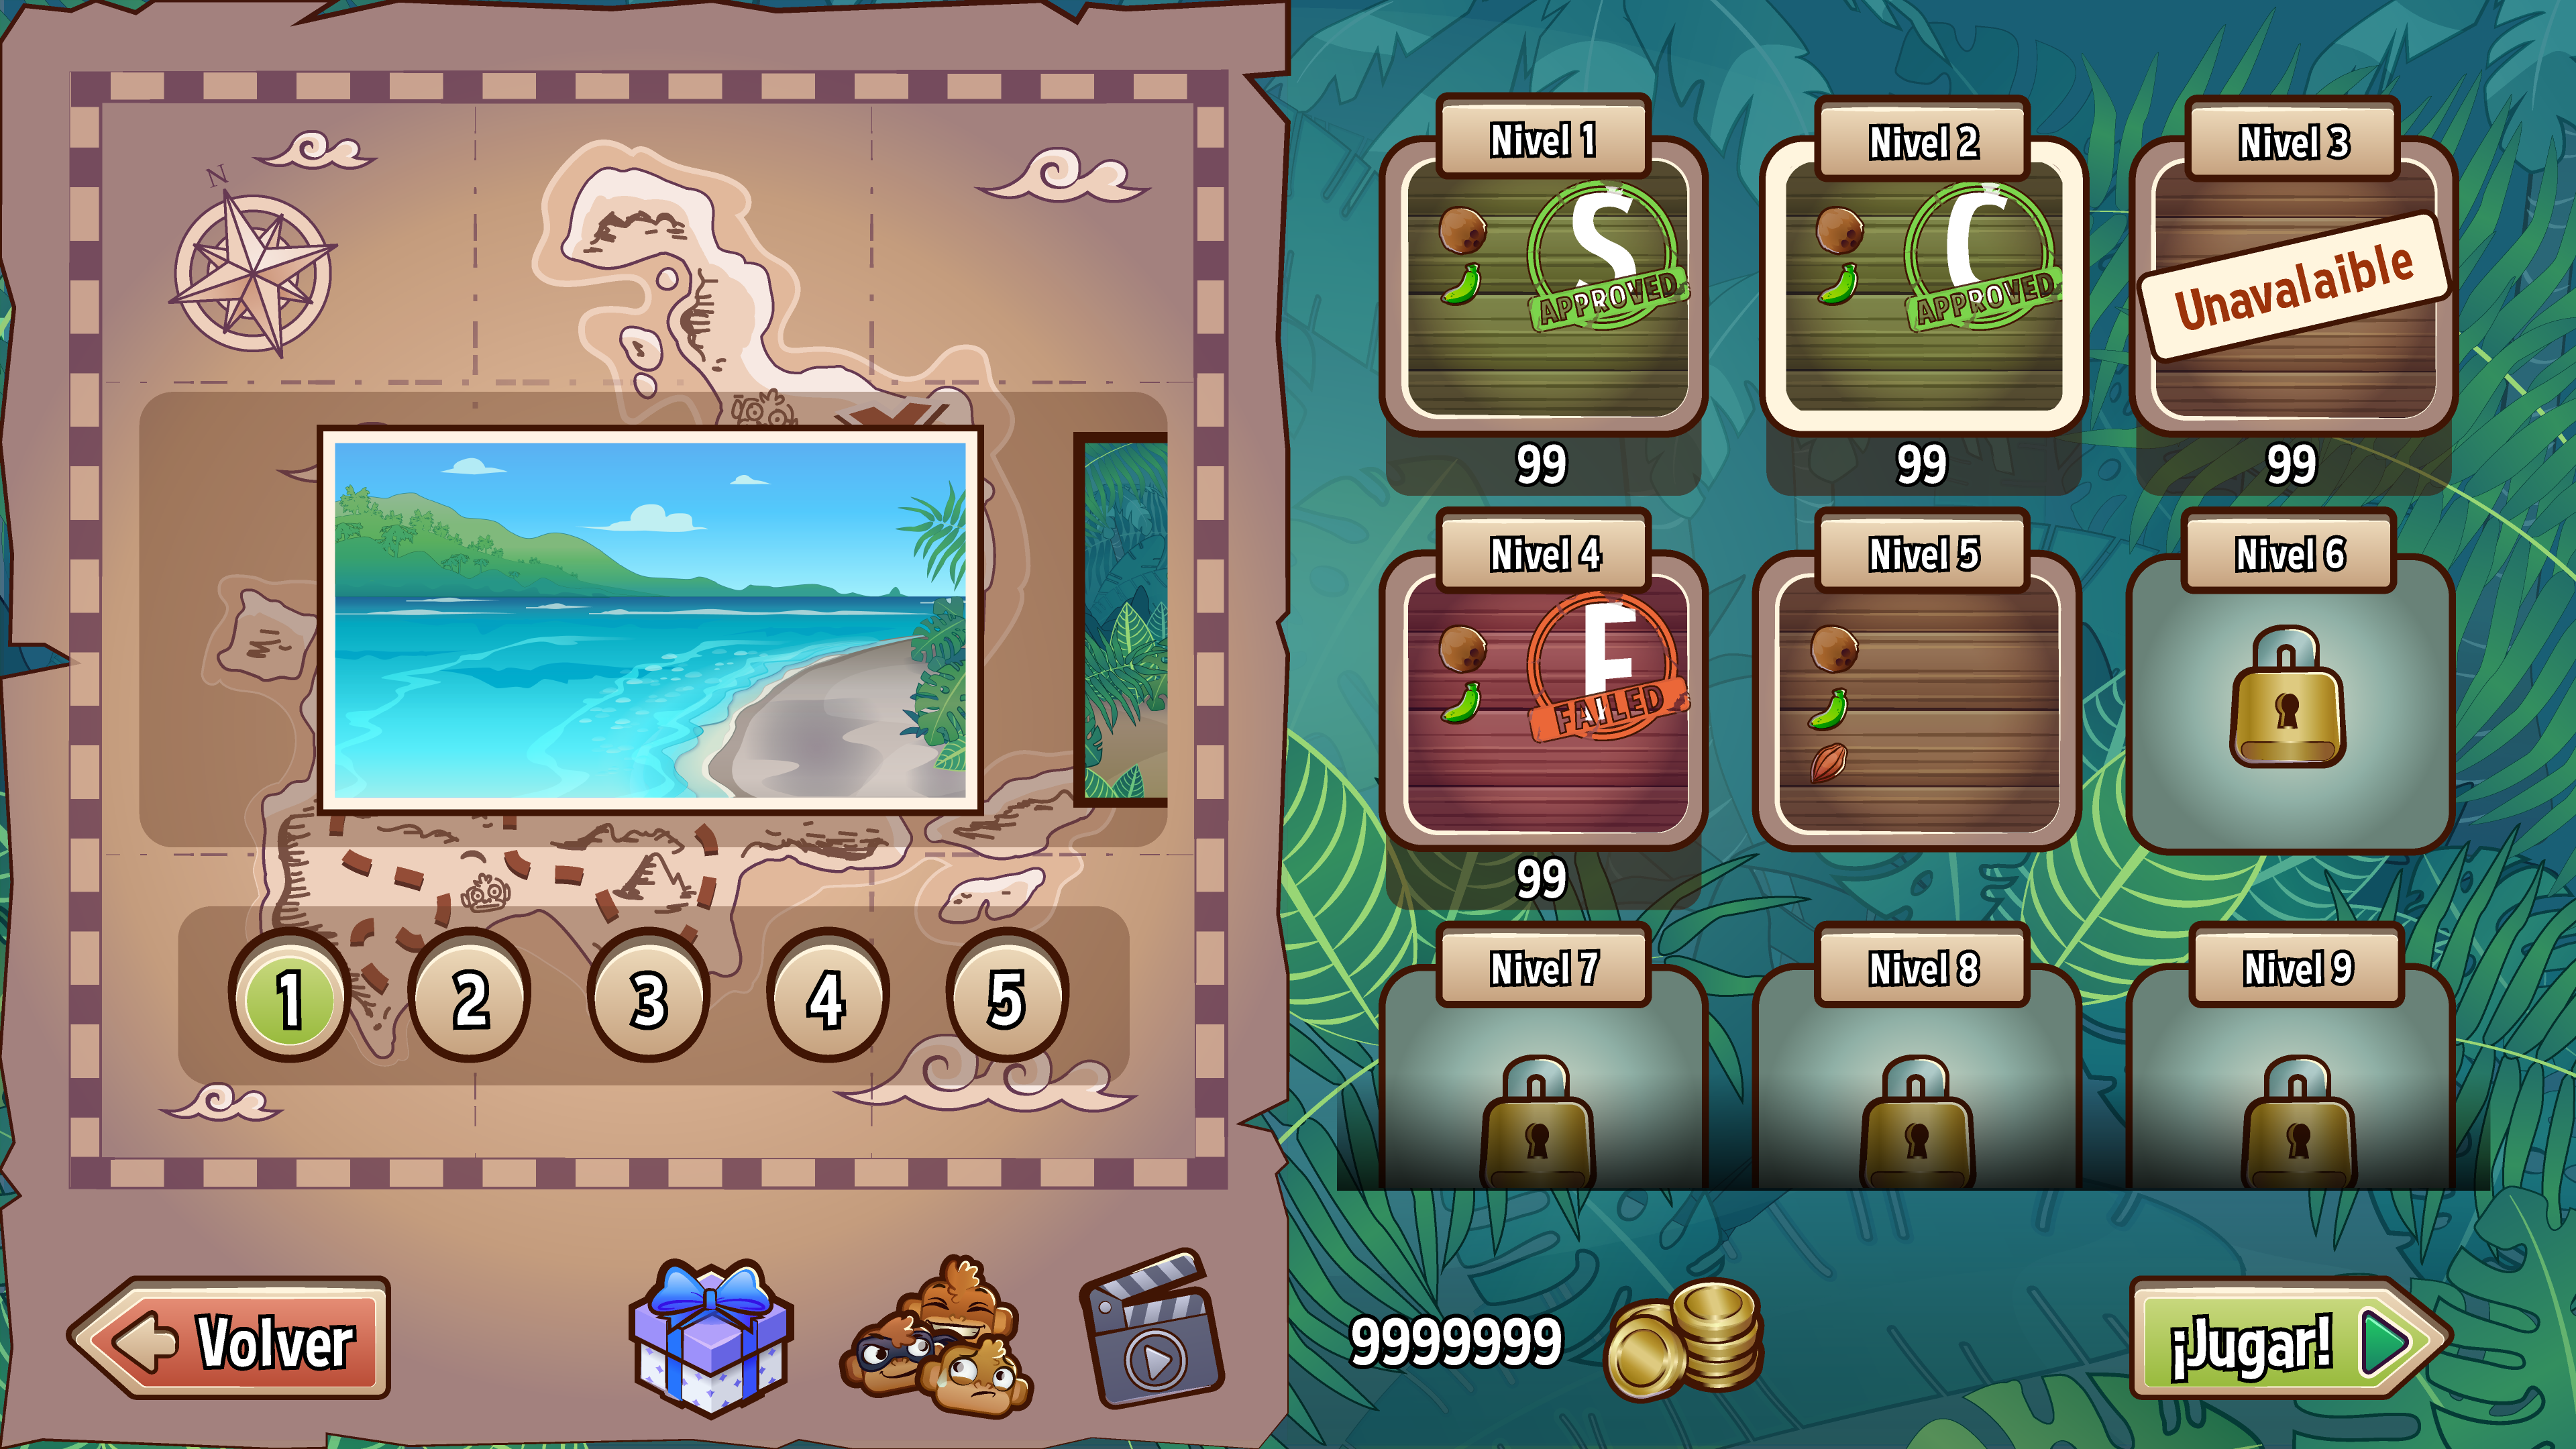 N
Nivel 1
S
APPROVED
99
Nivel 2
C
APPROVED
99
Nivel 3
Unavalaible
99
Nivel 4
F
FAILED
99
Nivel 5
Nivel 6
Nivel 7
Nivel 8
Nivel 9
1
2
3
4
5
Volver
9999999
¡Jugar!